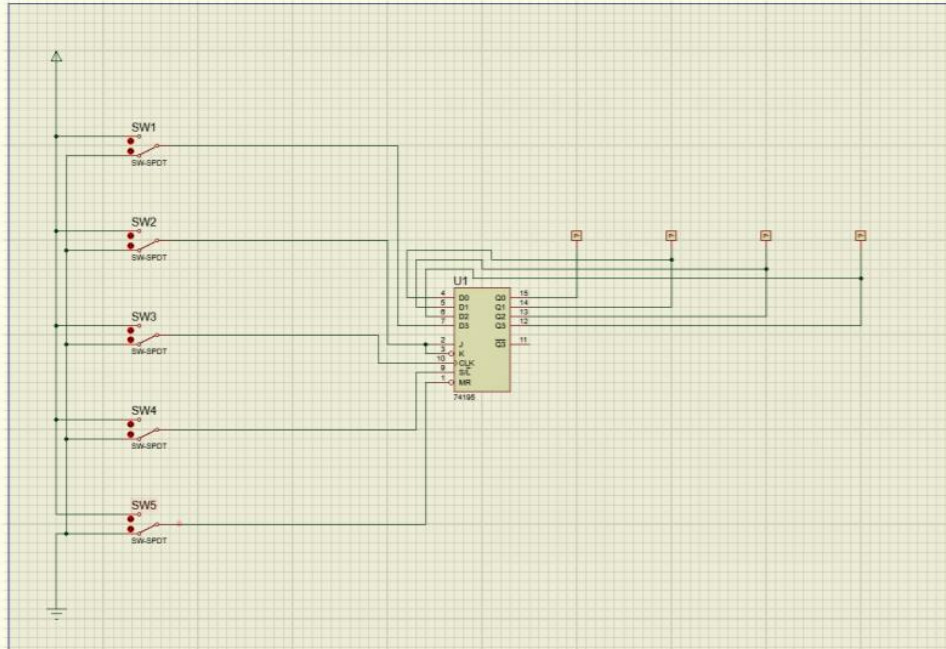 SW1
SW-SPDT
SW2
SW-SPDT
? ? ? ?
SW3
SW-SPDT
U1
4 D0 Q0 15
5 D1 Q1 14
6 D2 Q2 13
7 D3 Q3 12
2 J Q3 11
3 K
10 CLK
9 S/L
1 MR
74195
SW4
SW-SPDT
SW5
SW-SPDT